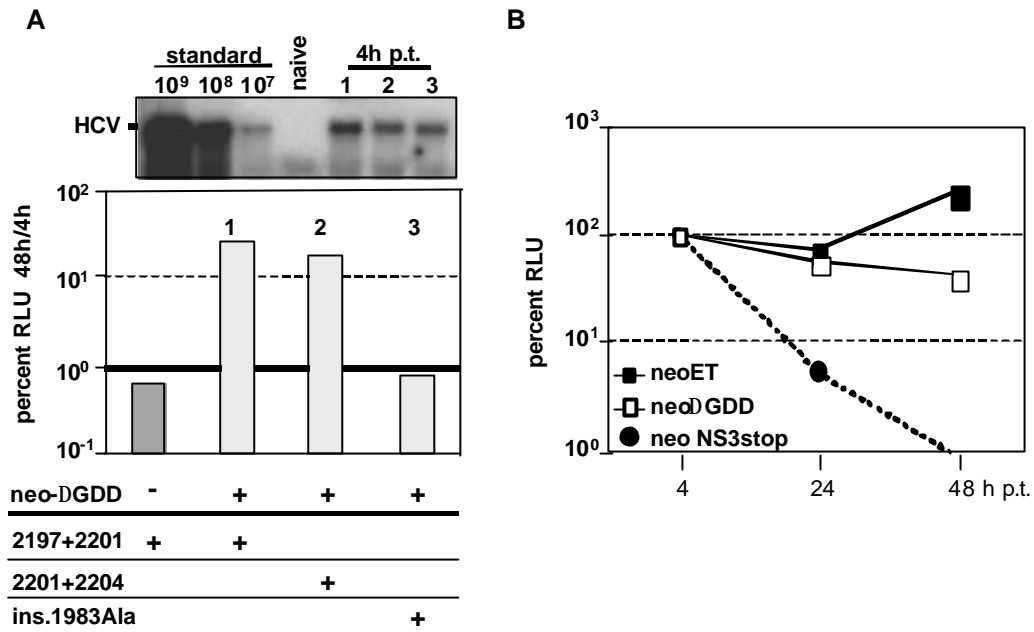 A
standard naive 4h p.t.
10⁹ 10⁸ 10⁷ 1 2 3
HCV
percent RLU 48h/4h
10²
10¹
10⁰
10⁻¹
1 2 3
neo-DGDD - + + +
2197+2201 + +
2201+2204 +
ins.1983Ala +
B
percent RLU
10³
10²
10¹
10⁰
neoET
neoDGDD
neo NS3stop
4 24 48 h p.t.